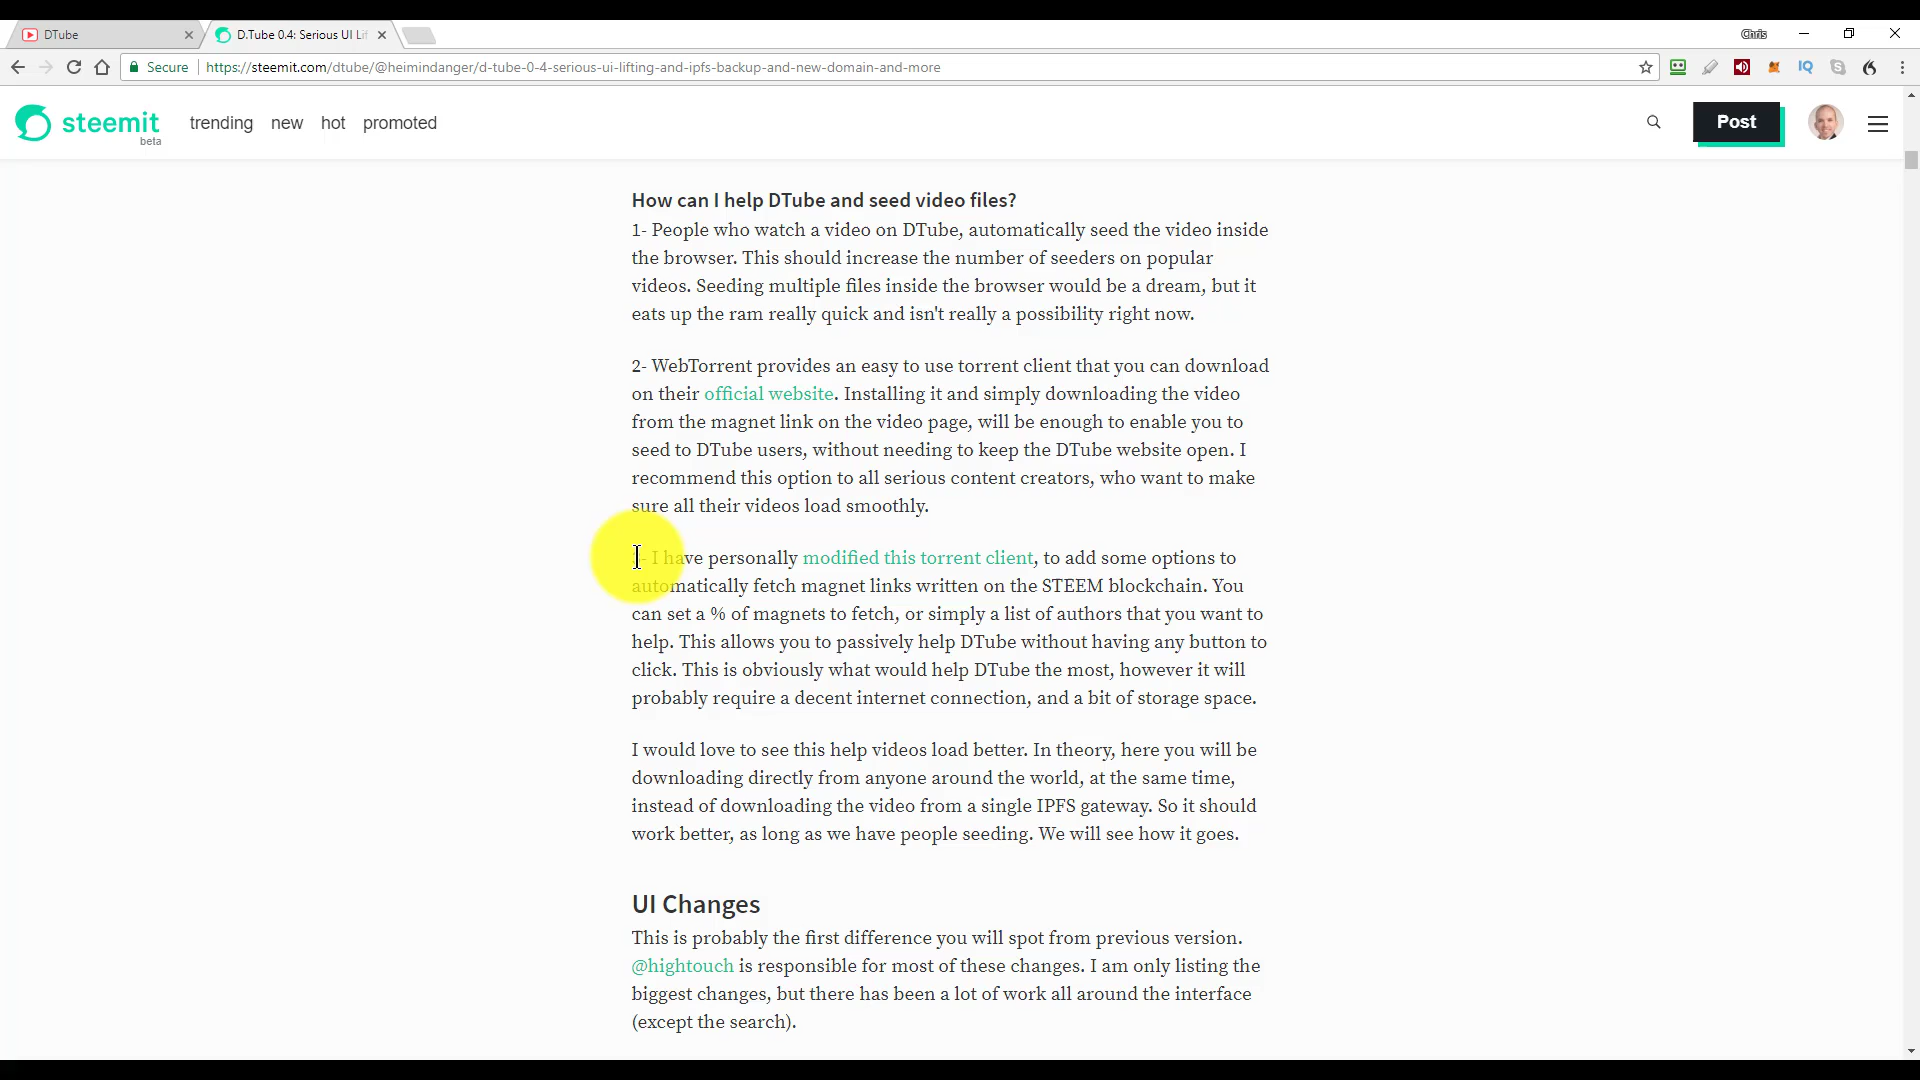 DTube
D.Tube 0.4: Serious UI Lif
Chris
Secure
https://steemit.com/dtube/@heimindanger/d-tube-0-4-serious-ui-lifting-and-ipfs-backup-and-new-domain-and-more
IQ
steemit
beta
trending
new
hot
promoted
Post
How can I help DTube and seed video files?
1- People who watch a video on DTube, automatically seed the video inside
the browser. This should increase the number of seeders on popular
videos. Seeding multiple files inside the browser would be a dream, but it
eats up the ram really quick and isn't really a possibility right now.
2- WebTorrent provides an easy to use torrent client that you can download
on their official website. Installing it and simply downloading the video
from the magnet link on the video page, will be enough to enable you to
seed to DTube users, without needing to keep the DTube website open. I
recommend this option to all serious content creators, who want to make
sure all their videos load smoothly.
- I have personally modified this torrent client, to add some options to
automatically fetch magnet links written on the STEEM blockchain. You
can set a % of magnets to fetch, or simply a list of authors that you want to
help. This allows you to passively help DTube without having any button to
click. This is obviously what would help DTube the most, however it will
probably require a decent internet connection, and a bit of storage space.
I would love to see this help videos load better. In theory, here you will be
downloading directly from anyone around the world, at the same time,
instead of downloading the video from a single IPFS gateway. So it should
work better, as long as we have people seeding. We will see how it goes.
UI Changes
This is probably the first difference you will spot from previous version.
@hightouch is responsible for most of these changes. I am only listing the
biggest changes, but there has been a lot of work all around the interface
(except the search).